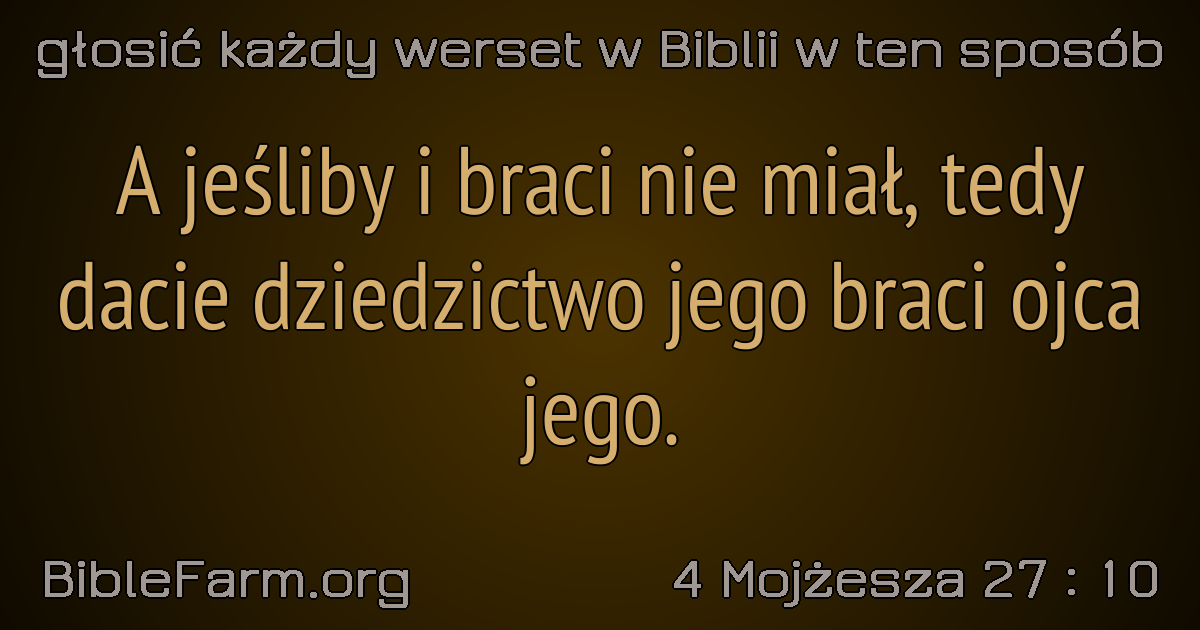 głosić każdy werset w Biblii w ten sposób
A jeśliby i braci nie miał, tedy
dacie dziedzictwo jego braci ojca
jego.
BibleFarm.org
4 Mojżesza 27 : 10